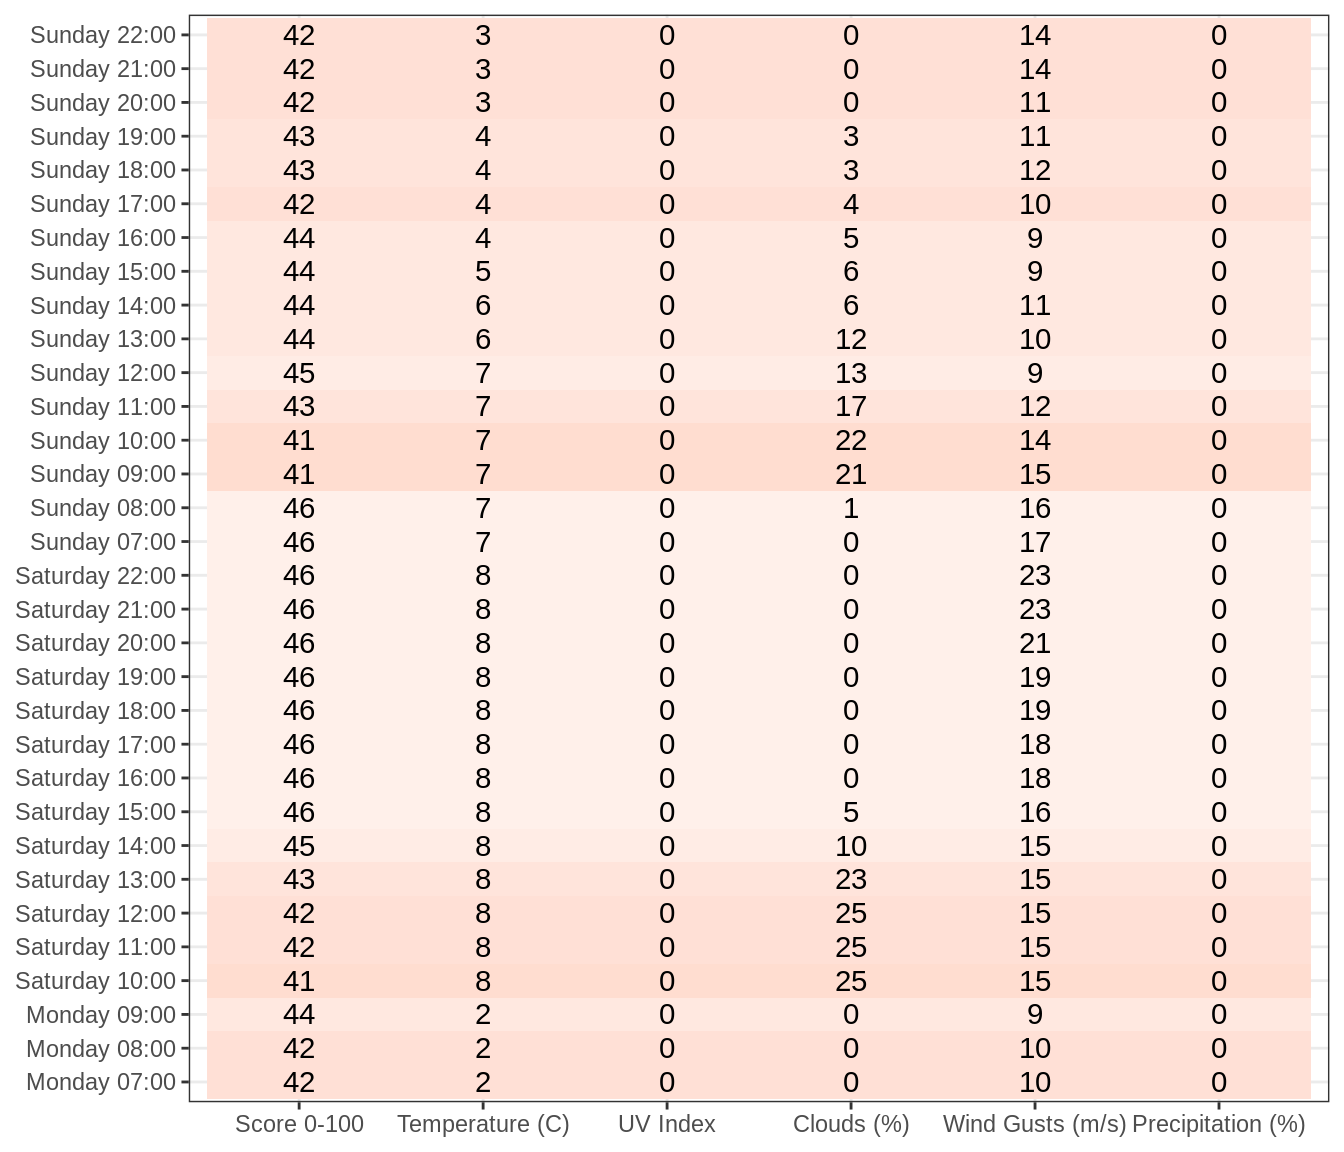 Sunday 22:00 42 3 0 0 14 0
Sunday 21:00 42 3 0 0 14 0
Sunday 20:00 42 3 0 0 11 0
Sunday 19:00 43 4 0 3 11 0
Sunday 18:00 43 4 0 3 12 0
Sunday 17:00 42 4 0 4 10 0
Sunday 16:00 44 4 0 5 9 0
Sunday 15:00 44 5 0 6 9 0
Sunday 14:00 44 6 0 6 11 0
Sunday 13:00 44 6 0 12 10 0
Sunday 12:00 45 7 0 13 9 0
Sunday 11:00 43 7 0 17 12 0
Sunday 10:00 41 7 0 22 14 0
Sunday 09:00 41 7 0 21 15 0
Sunday 08:00 46 7 0 1 16 0
Sunday 07:00 46 7 0 0 17 0
Saturday 22:00 46 8 0 0 23 0
Saturday 21:00 46 8 0 0 23 0
Saturday 20:00 46 8 0 0 21 0
Saturday 19:00 46 8 0 0 19 0
Saturday 18:00 46 8 0 0 19 0
Saturday 17:00 46 8 0 0 18 0
Saturday 16:00 46 8 0 0 18 0
Saturday 15:00 46 8 0 5 16 0
Saturday 14:00 45 8 0 10 15 0
Saturday 13:00 43 8 0 23 15 0
Saturday 12:00 42 8 0 25 15 0
Saturday 11:00 42 8 0 25 15 0
Saturday 10:00 41 8 0 25 15 0
Monday 09:00 44 2 0 0 9 0
Monday 08:00 42 2 0 0 10 0
Monday 07:00 42 2 0 0 10 0
Score 0-100 Temperature (C) UV Index Clouds (%) Wind Gusts (m/s) Precipitation (%)